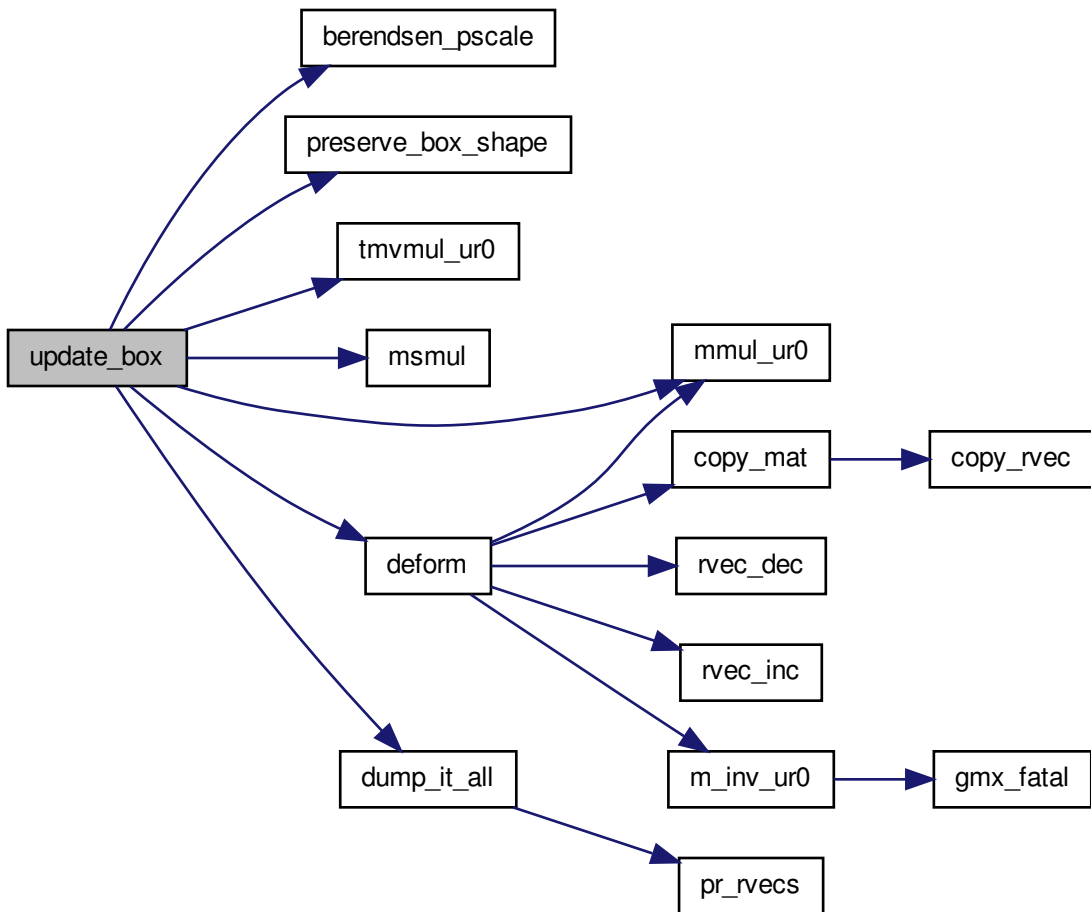 berendsen_pscale
preserve_box_shape
tmvmul_ur0
update_box
msmul
mmul_ur0
copy_mat
copy_rvec
deform
rvec_dec
rvec_inc
dump_it_all
m_inv_ur0
gmx_fatal
pr_rvecs